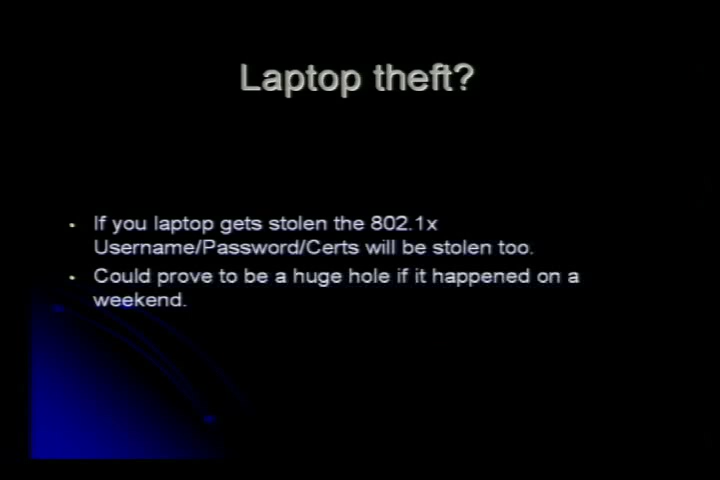 Laptop theft?
• If you laptop gets stolen the 802.1x
Username/Password/Certs will be stolen too.
• Could prove to be a huge hole if it happened on a
weekend.